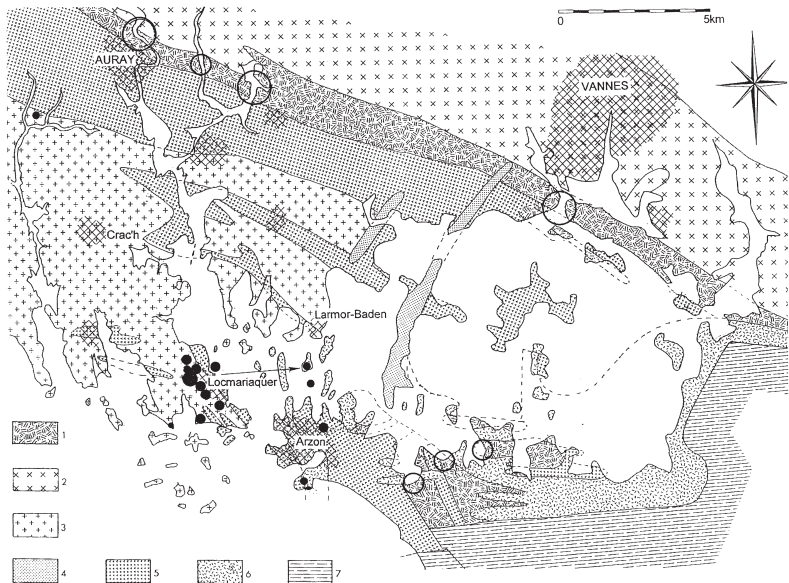 0 5km
AURAY
VANNES
Crac'h
Larmor-Baden
Locmariaquer
Arzon
1
2
3
4 5 6 7